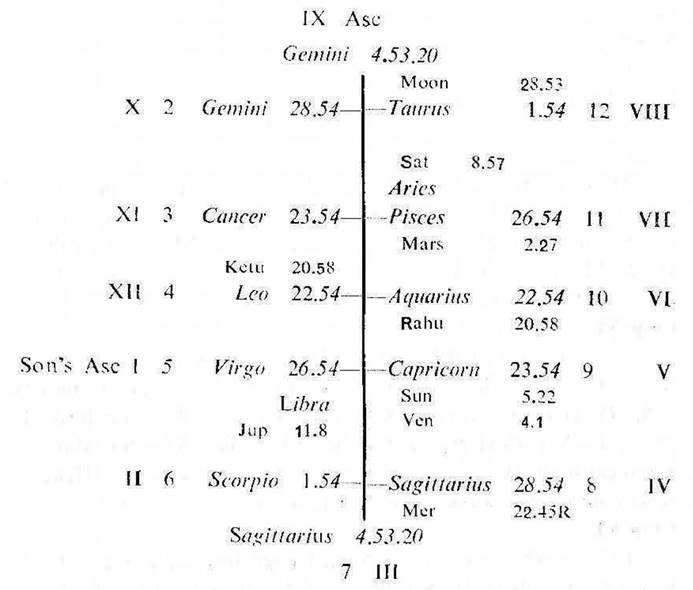 IX Asc
Gemini 4.53.20
Moon 28.53
X 2 Gemini 28.54 Taurus 1.54 12 VIII
Sat 8.57
Aries
XI 3 Cancer 23.54 Pisces 26.54 11 VII
Mars 2.27
Ketu 20.58
XII 4 Leo 22.54 Aquarius 22.54 10 VI
Rahu 20.58
Son's Asc I 5 Virgo 26.54 Capricorn 23.54 9 V
Libra Sun 5.22
Jup 11.8 Ven 4.1
II 6 Scorpio 1.54 Sagittarius 28.54 8 IV
Mer 22.45R
Sagittarius 4.53.20
7 III